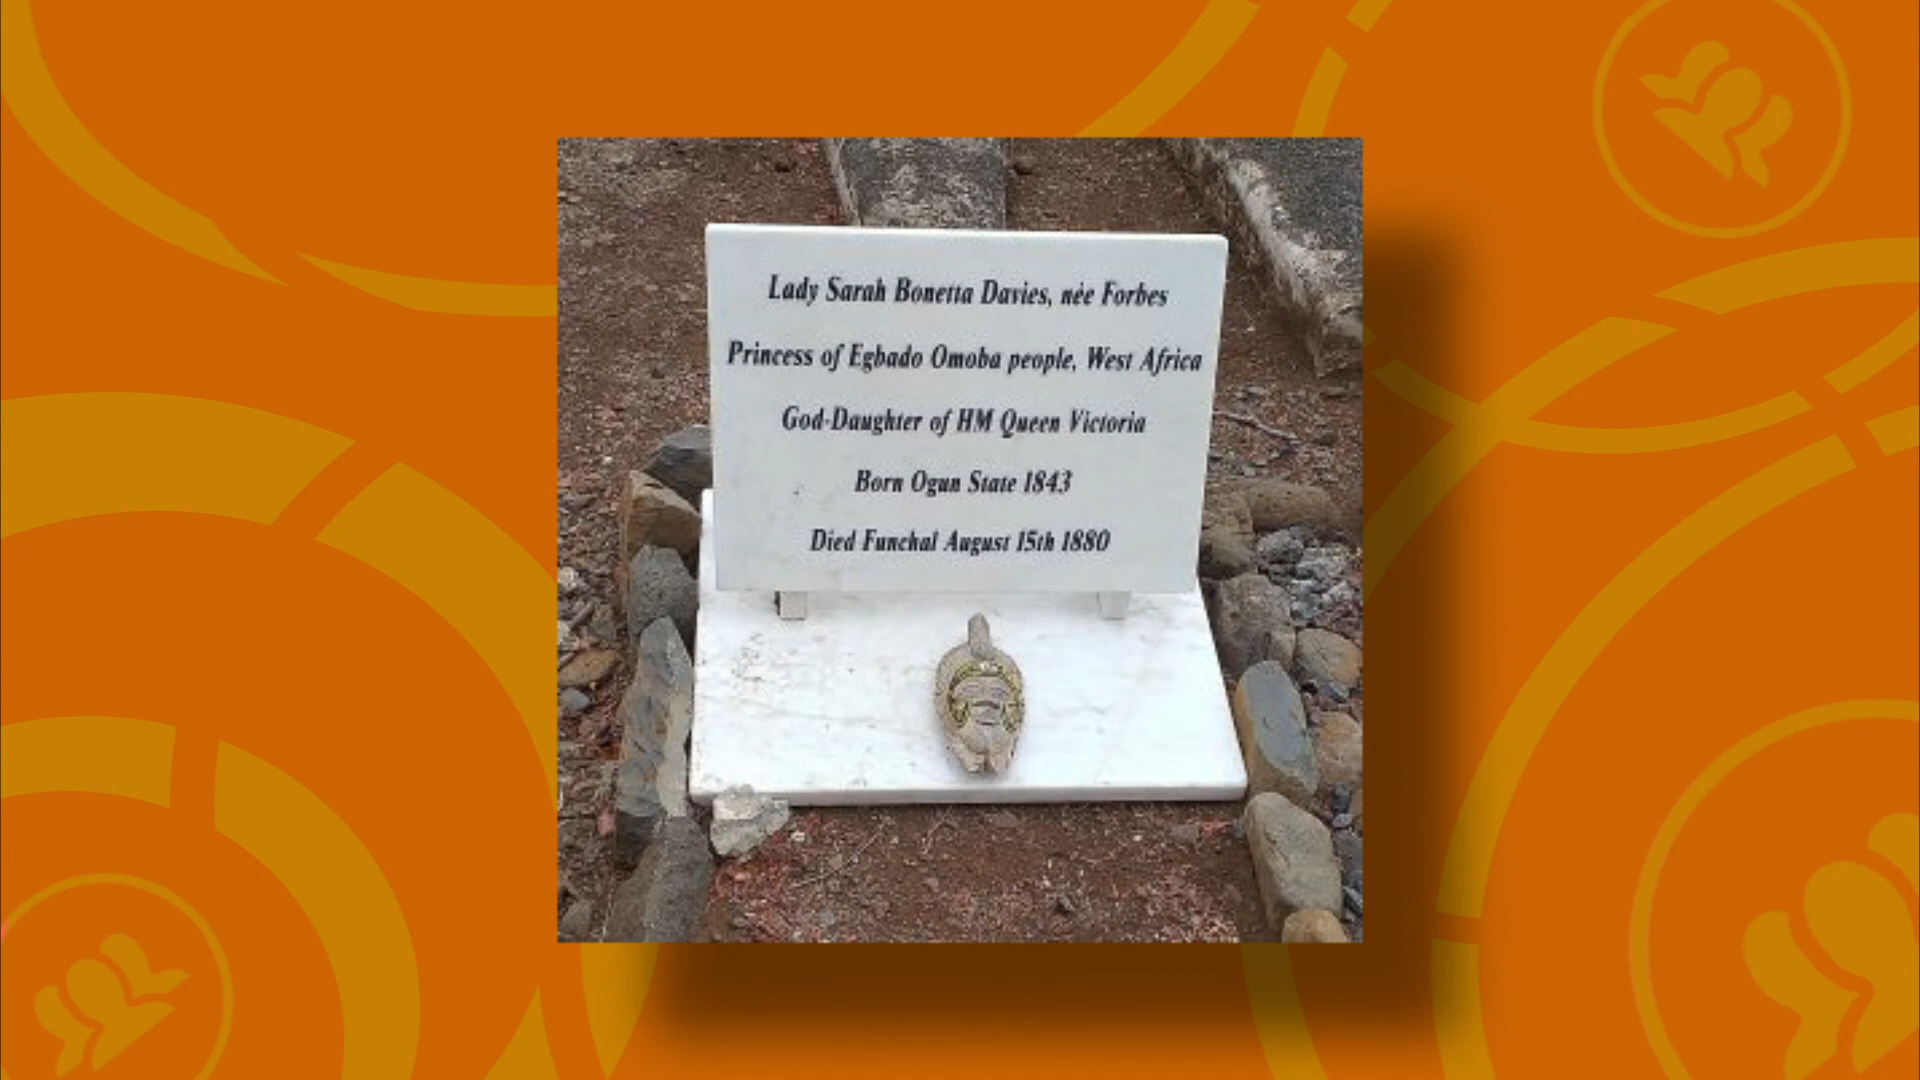 Lady Sarah Bonetta Davies, née Forbes
Princess of Egbado Omoba people, West Africa
God-Daughter of HM Queen Victoria
Born Ogun State 1843
Died Funchal August 15th 1880